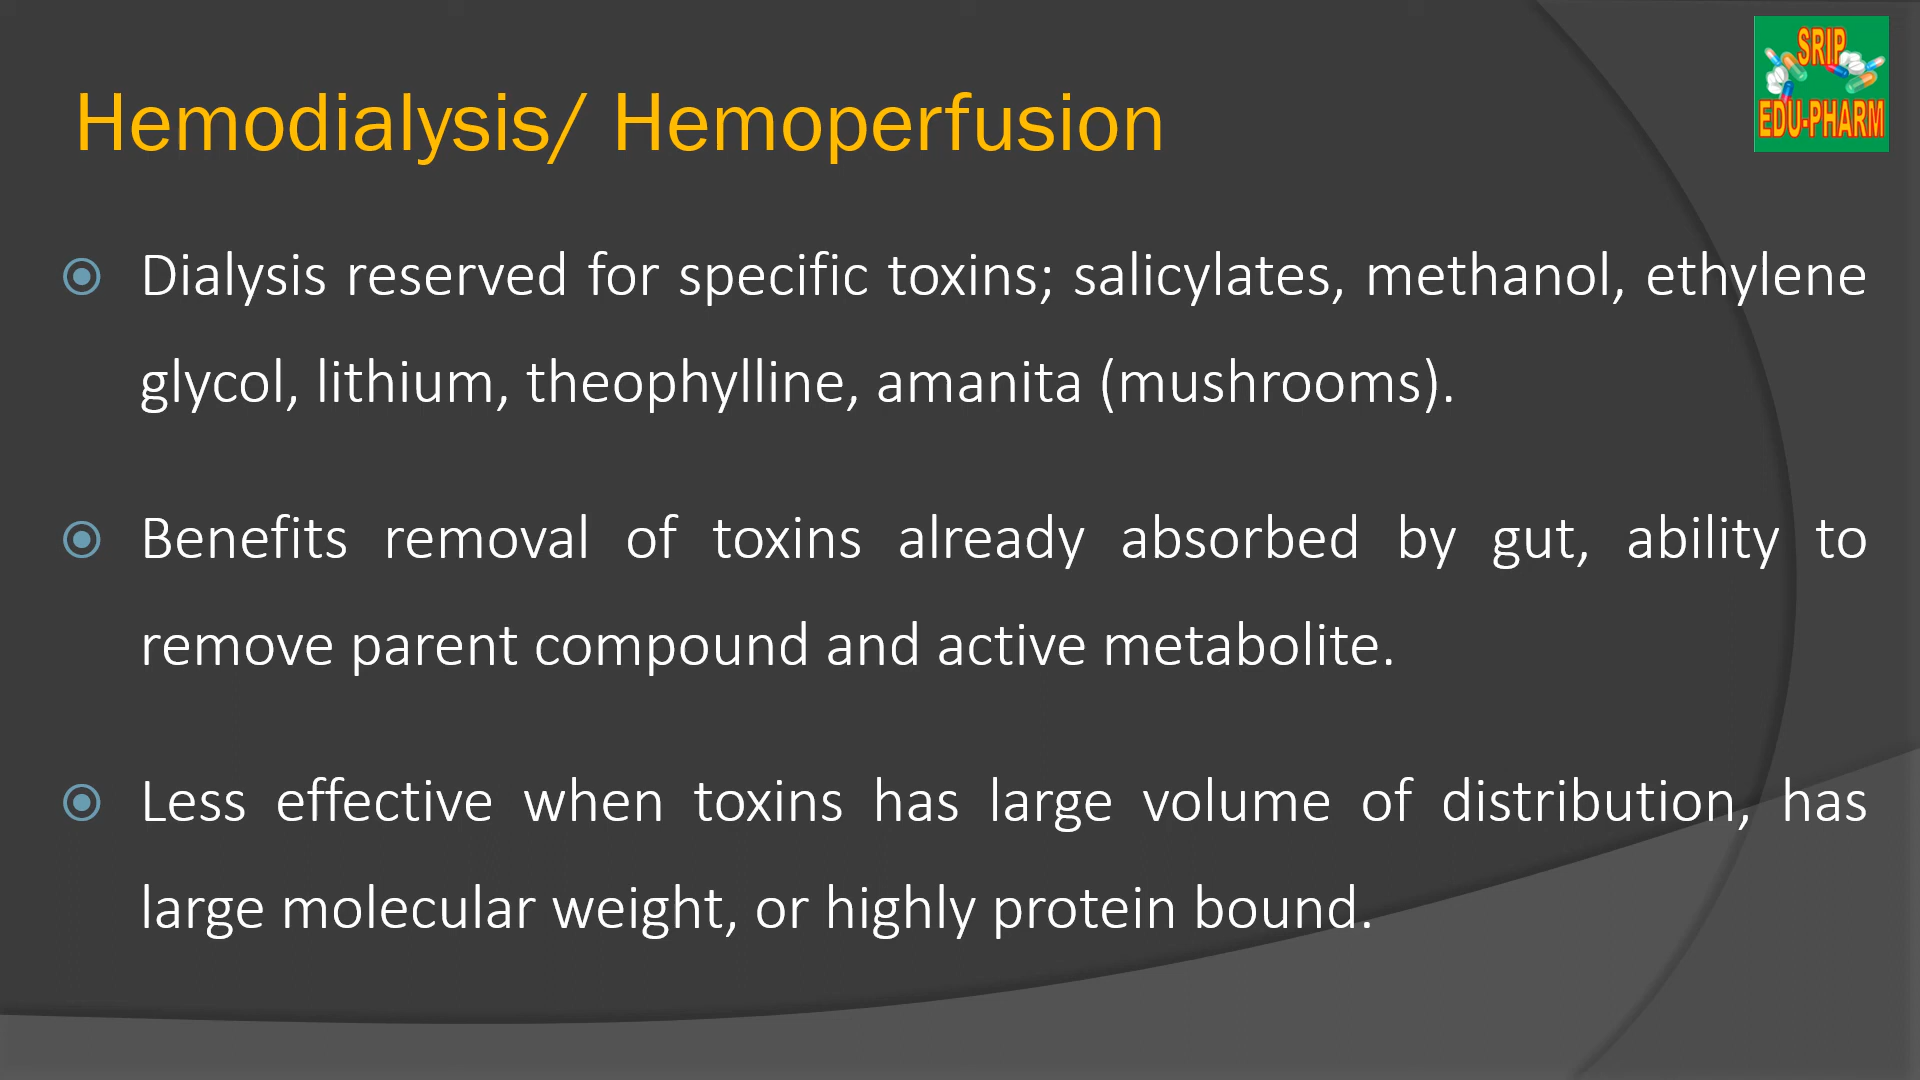 SRIP
EDU-PHARM
Hemodialysis/ Hemoperfusion
Dialysis reserved for specific toxins; salicylates, methanol, ethylene
glycol, lithium, theophylline, amanita (mushrooms).
Benefits removal of toxins already absorbed by gut, ability to
remove parent compound and active metabolite.
Less effective when toxins has large volume of distribution, has
large molecular weight, or highly protein bound.